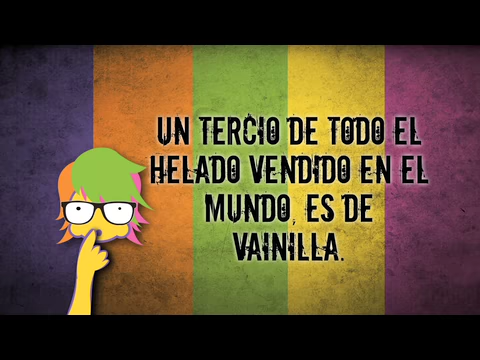 UN TERCIO DE TODO EL
HELADO VENDIDO EN EL
MUNDO, ES DE
VAINILLA.